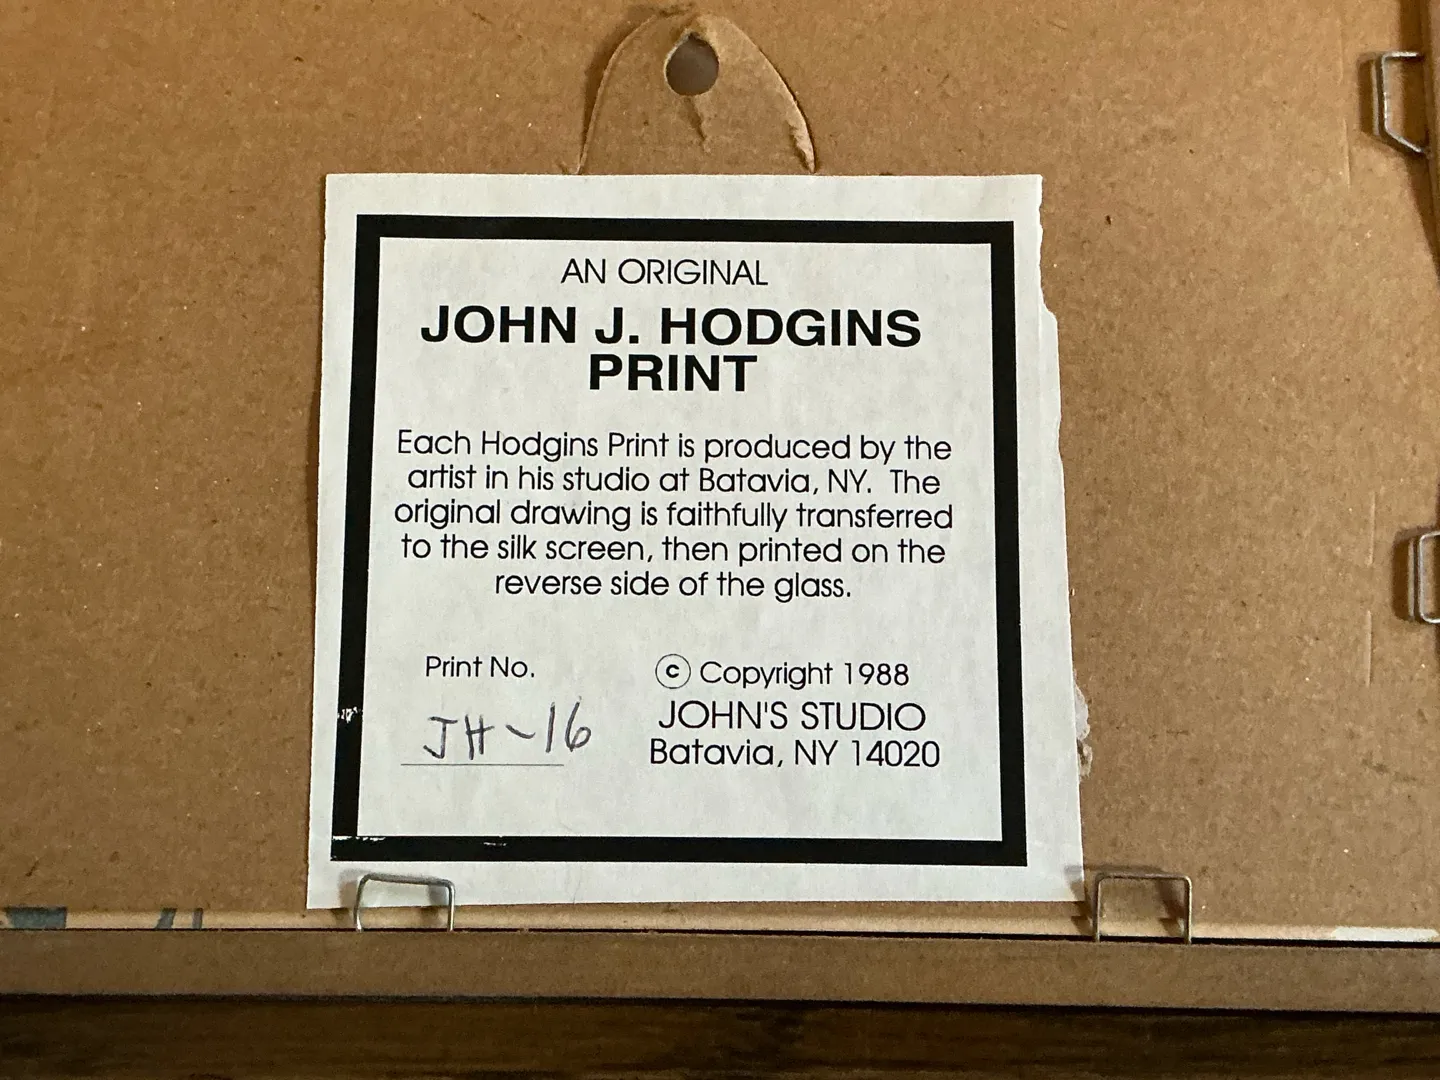 AN ORIGINAL
JOHN J. HODGINS
PRINT
Each Hodgins Print is produced by the
artist in his studio at Batavia, NY. The
original drawing is faithfully transferred
to the silk screen, then printed on the
reverse side of the glass.
Print No.
JH-16
© Copyright 1988
JOHN'S STUDIO
Batavia, NY 14020